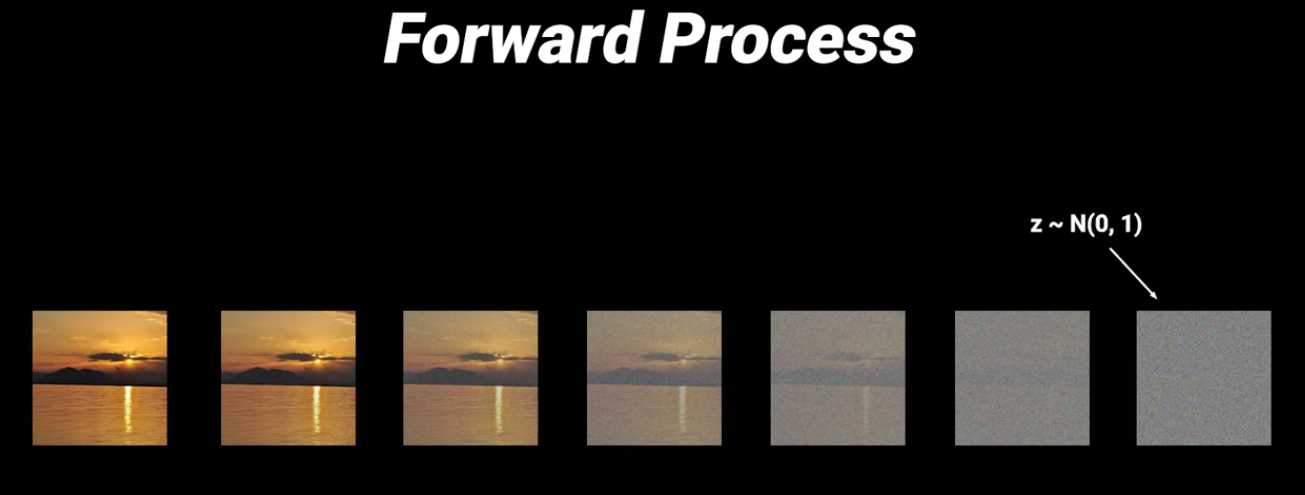 Forward Process
z ~ N(0, 1)